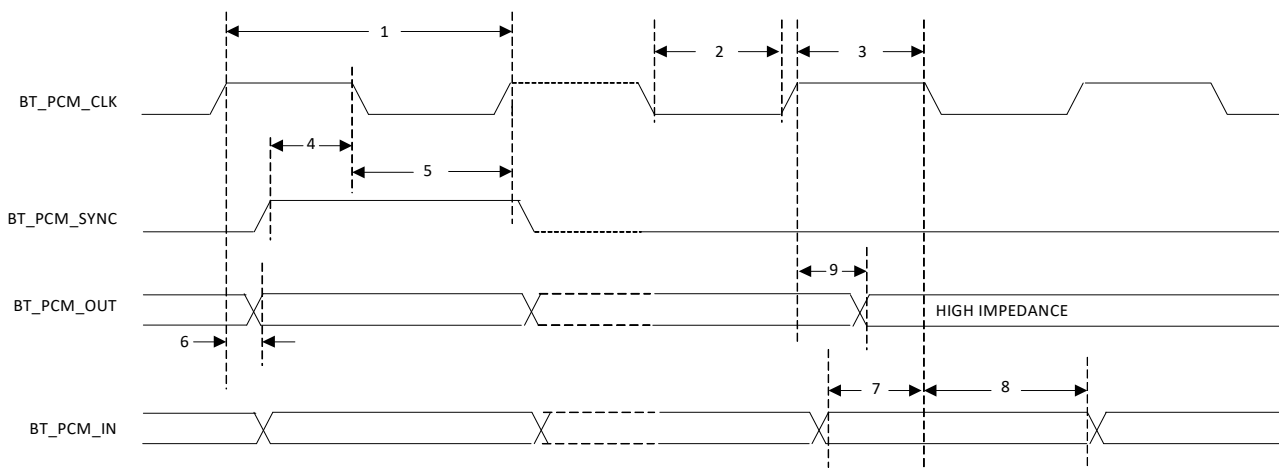 1
2
3
BT_PCM_CLK
4
5
BT_PCM_SYNC
9
BT_PCM_OUT
HIGH IMPEDANCE
6
7
8
BT_PCM_IN